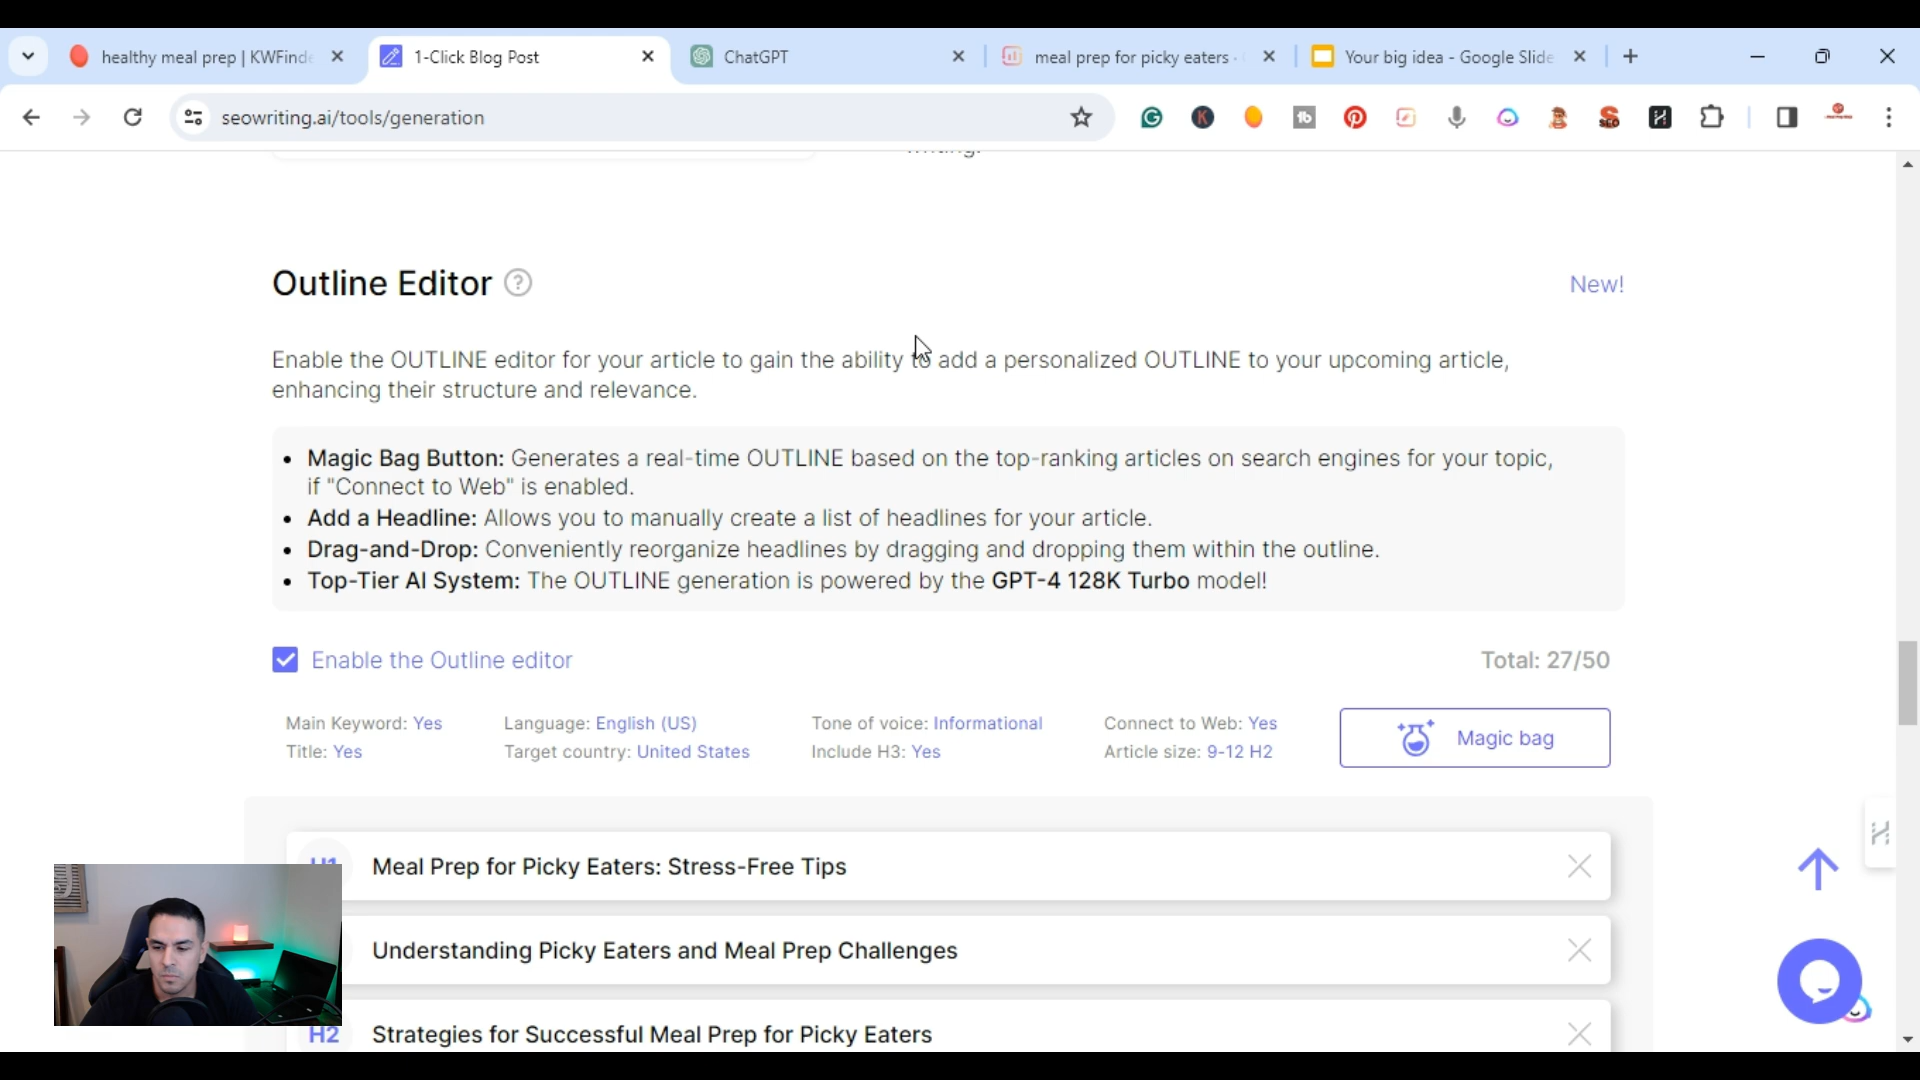 healthy meal prep | KWFinde
1-Click Blog Post
ChatGPT
meal prep for picky eaters -
Your big idea - Google Slide
seowriting.ai/tools/generation
Outline Editor ?
New!
Enable the OUTLINE editor for your article to gain the ability to add a personalized OUTLINE to your upcoming article,
enhancing their structure and relevance.
• Magic Bag Button: Generates a real-time OUTLINE based on the top-ranking articles on search engines for your topic,
if "Connect to Web" is enabled.
• Add a Headline: Allows you to manually create a list of headlines for your article.
• Drag-and-Drop: Conveniently reorganize headlines by dragging and dropping them within the outline.
• Top-Tier AI System: The OUTLINE generation is powered by the GPT-4 128K Turbo model!
Enable the Outline editor
Total: 27/50
Main Keyword: Yes
Language: English (US)
Tone of voice: Informational
Connect to Web: Yes
Title: Yes
Target country: United States
Include H3: Yes
Article size: 9-12 H2
Magic bag
H1 Meal Prep for Picky Eaters: Stress-Free Tips
Understanding Picky Eaters and Meal Prep Challenges
H2 Strategies for Successful Meal Prep for Picky Eaters